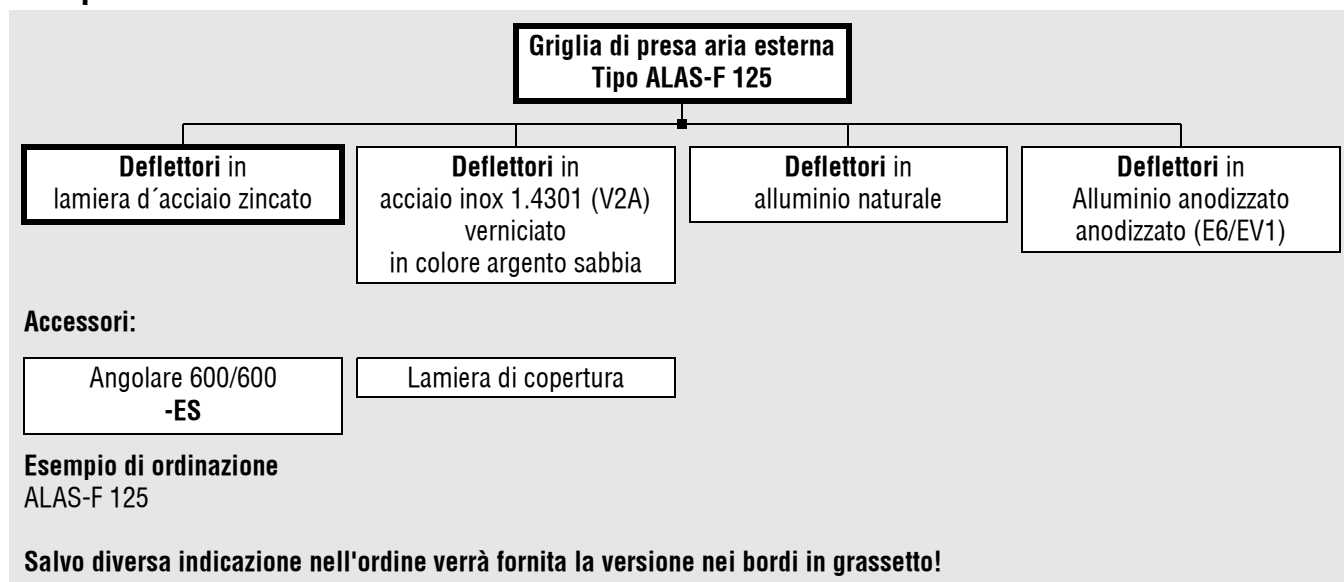 Griglia di presa aria esterna
Tipo ALAS-F 125
Deflettori in
lamiera d´acciaio zincato
Deflettori in
acciaio inox 1.4301 (V2A)
verniciato
in colore argento sabbia
Deflettori in
alluminio naturale
Deflettori in
Alluminio anodizzato
anodizzato (E6/EV1)
Accessori:
Angolare 600/600
-ES
Lamiera di copertura
Esempio di ordinazione
ALAS-F 125
Salvo diversa indicazione nell'ordine verrà fornita la versione nei bordi in grassetto!